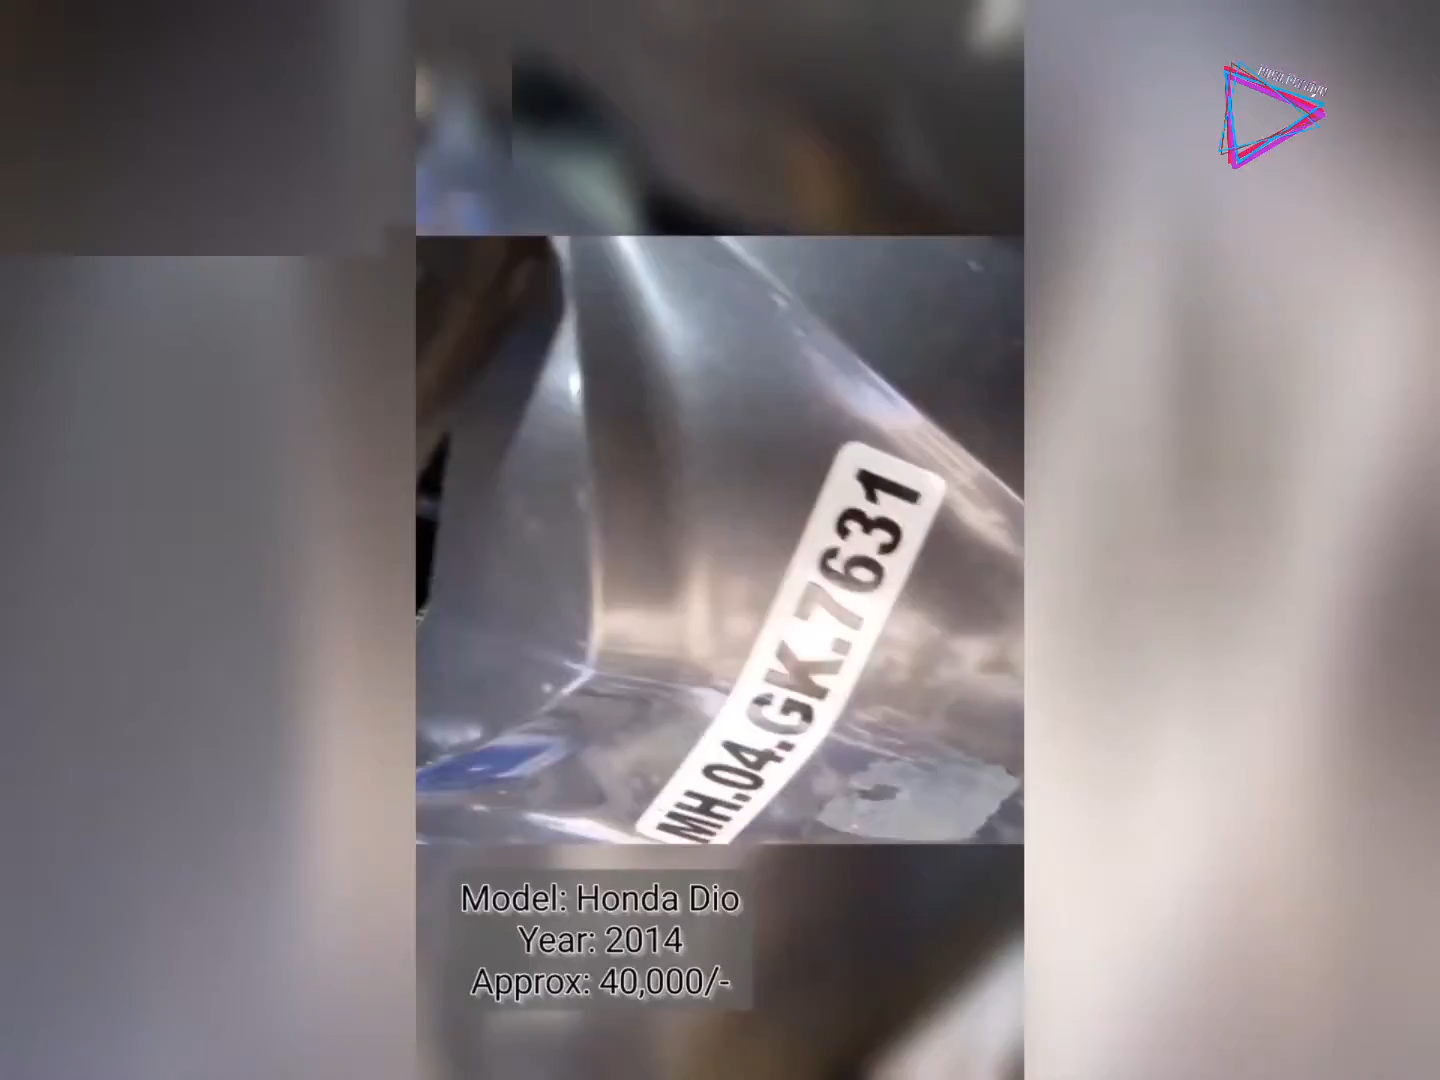 MH.04.GK.7631
Model: Honda Dio
Year: 2014
Approx: 40,000/-